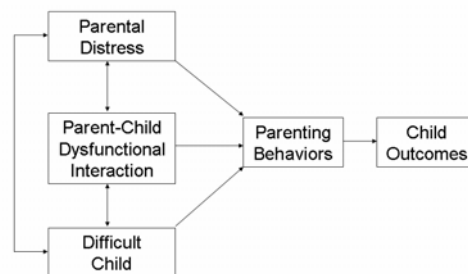 Parental
Distress
Parent-Child
Dysfunctional
Interaction
Parenting
Behaviors
Child
Outcomes
Difficult
Child